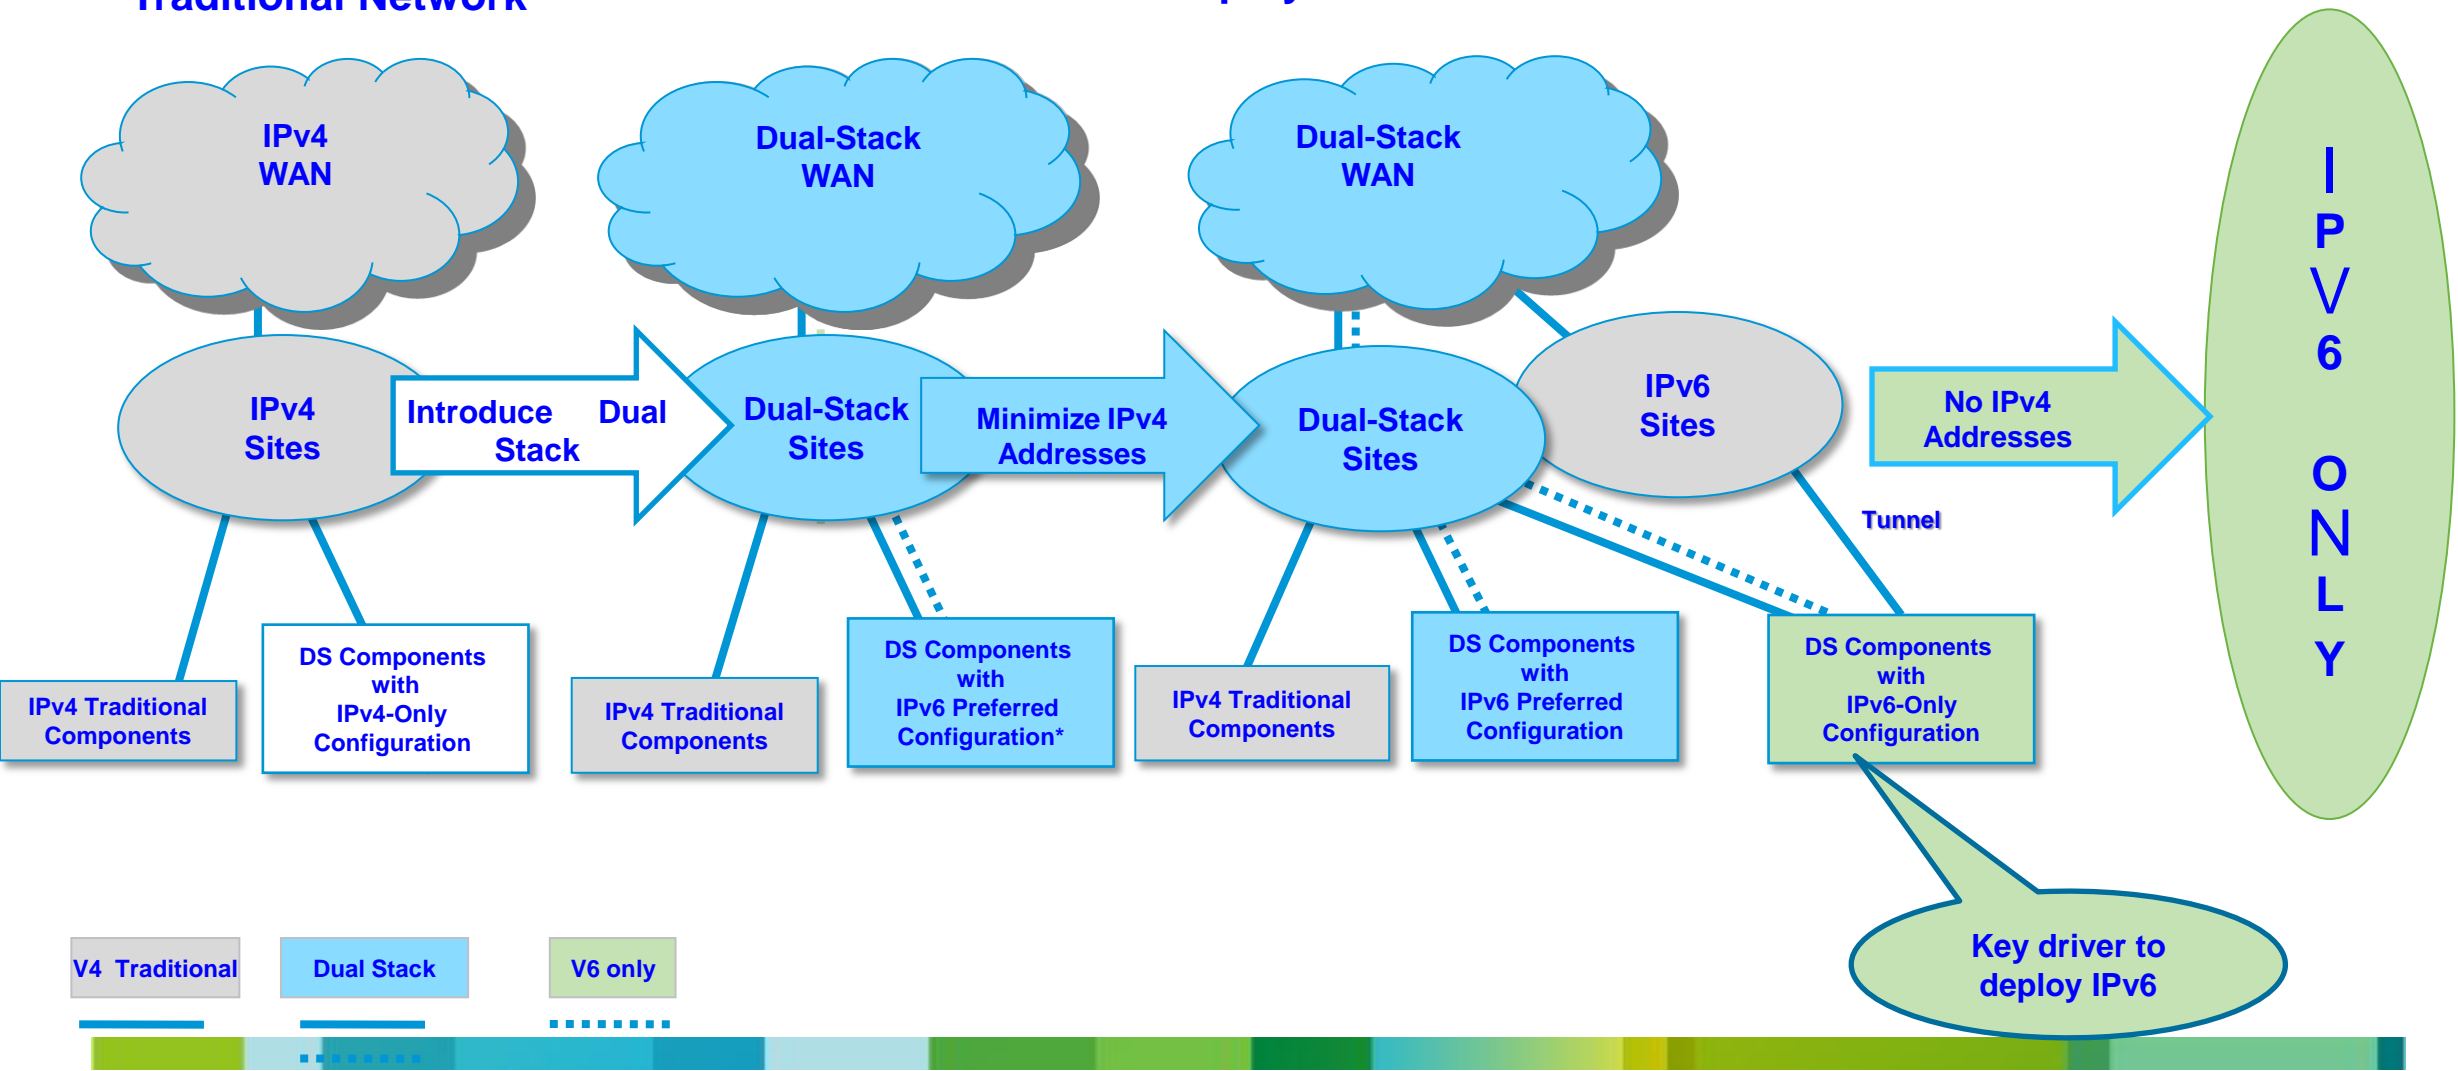 Traditional Network
IPv4
WAN
Dual-Stack
WAN
Dual-Stack
WAN
IPv4
Sites
Introduce Dual
Stack
Dual-Stack
Sites
Minimize IPv4
Addresses
Dual-Stack
Sites
IPv6
Sites
No IPv4
Addresses
Tunnel
I
P
V
6
O
N
L
Y
IPv4 Traditional
Components
DS Components
with
IPv4-Only
Configuration
IPv4 Traditional
Components
DS Components
with
IPv6 Preferred
Configuration*
IPv4 Traditional
Components
DS Components
with
IPv6 Preferred
Configuration
DS Components
with
IPv6-Only
Configuration
Key driver to
deploy IPv6
V4 Traditional
Dual Stack
V6 only